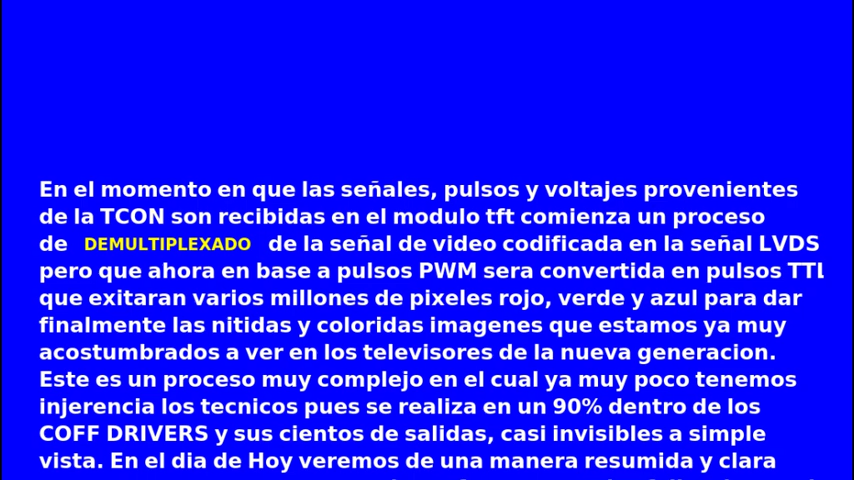 En el momento en que las señales, pulsos y voltajes provenientes
de la TCON son recibidas en el modulo tft comienza un proceso
de DEMULTIPLEXADO de la señal de video codificada en la señal LVDS
pero que ahora en base a pulsos PWM sera convertida en pulsos TTL
que exitaran varios millones de pixeles rojo, verde y azul para dar
finalmente las nitidas y coloridas imagenes que estamos ya muy
acostumbrados a ver en los televisores de la nueva generacion.
Este es un proceso muy complejo en el cual ya muy poco tenemos
injerencia los tecnicos pues se realiza en un 90% dentro de los
COFF DRIVERS y sus cientos de salidas, casi invisibles a simple
vista. En el dia de Hoy veremos de una manera resumida y clara